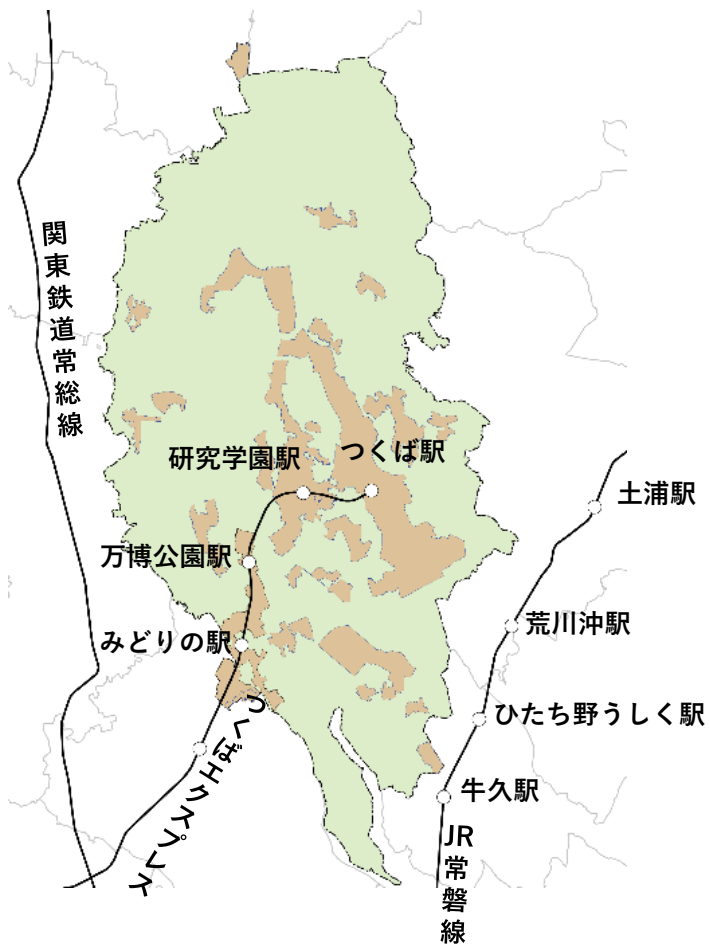 関東鉄道常総線
研究学園駅
つくば駅
土浦駅
万博公園駅
荒川沖駅
みどりの駅
ひたち野うしく駅
つくばエクスプレス
牛久駅
JR常磐線